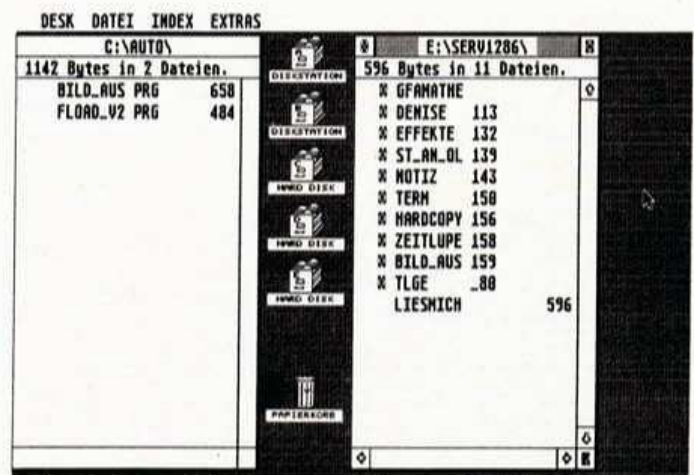 DESK DATEI INDEX EXTRAS
C:\AUTO\
1142 Bytes in 2 Dateien.
BILD_AUS PRG 658
FLOAD_V2 PRG 484
DISKSTATION
DISKSTATION
HARD DISK
HARD DISK
HARD DISK
PAPIERKORB
E:\SERV1286\
596 Bytes in 11 Dateien.
GFAMATHE
DENISE 113
EFFEKTE 132
ST_AM_OL 139
NOTIZ 143
TERM 150
HARDCOPY 156
ZEITLUPE 158
BILD_AUS 159
TLGE _80
LIESMICH 596